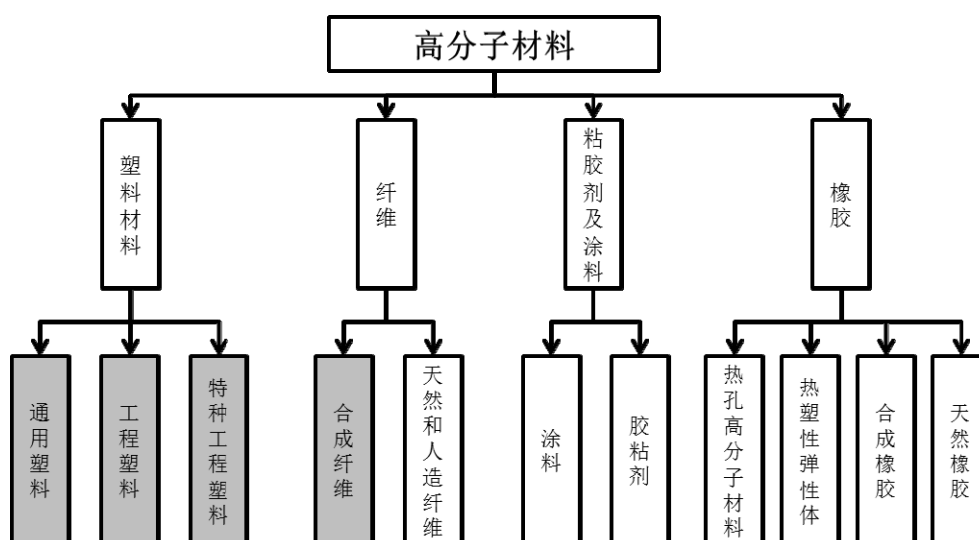 高分子材料
塑料材料
纤维
粘胶剂及涂料
橡胶
通用塑料
工程塑料
特种工程塑料
合成纤维
天然和人造纤维
涂料
胶粘剂
热孔高分子材料
热塑性弹性体
合成橡胶
天然橡胶